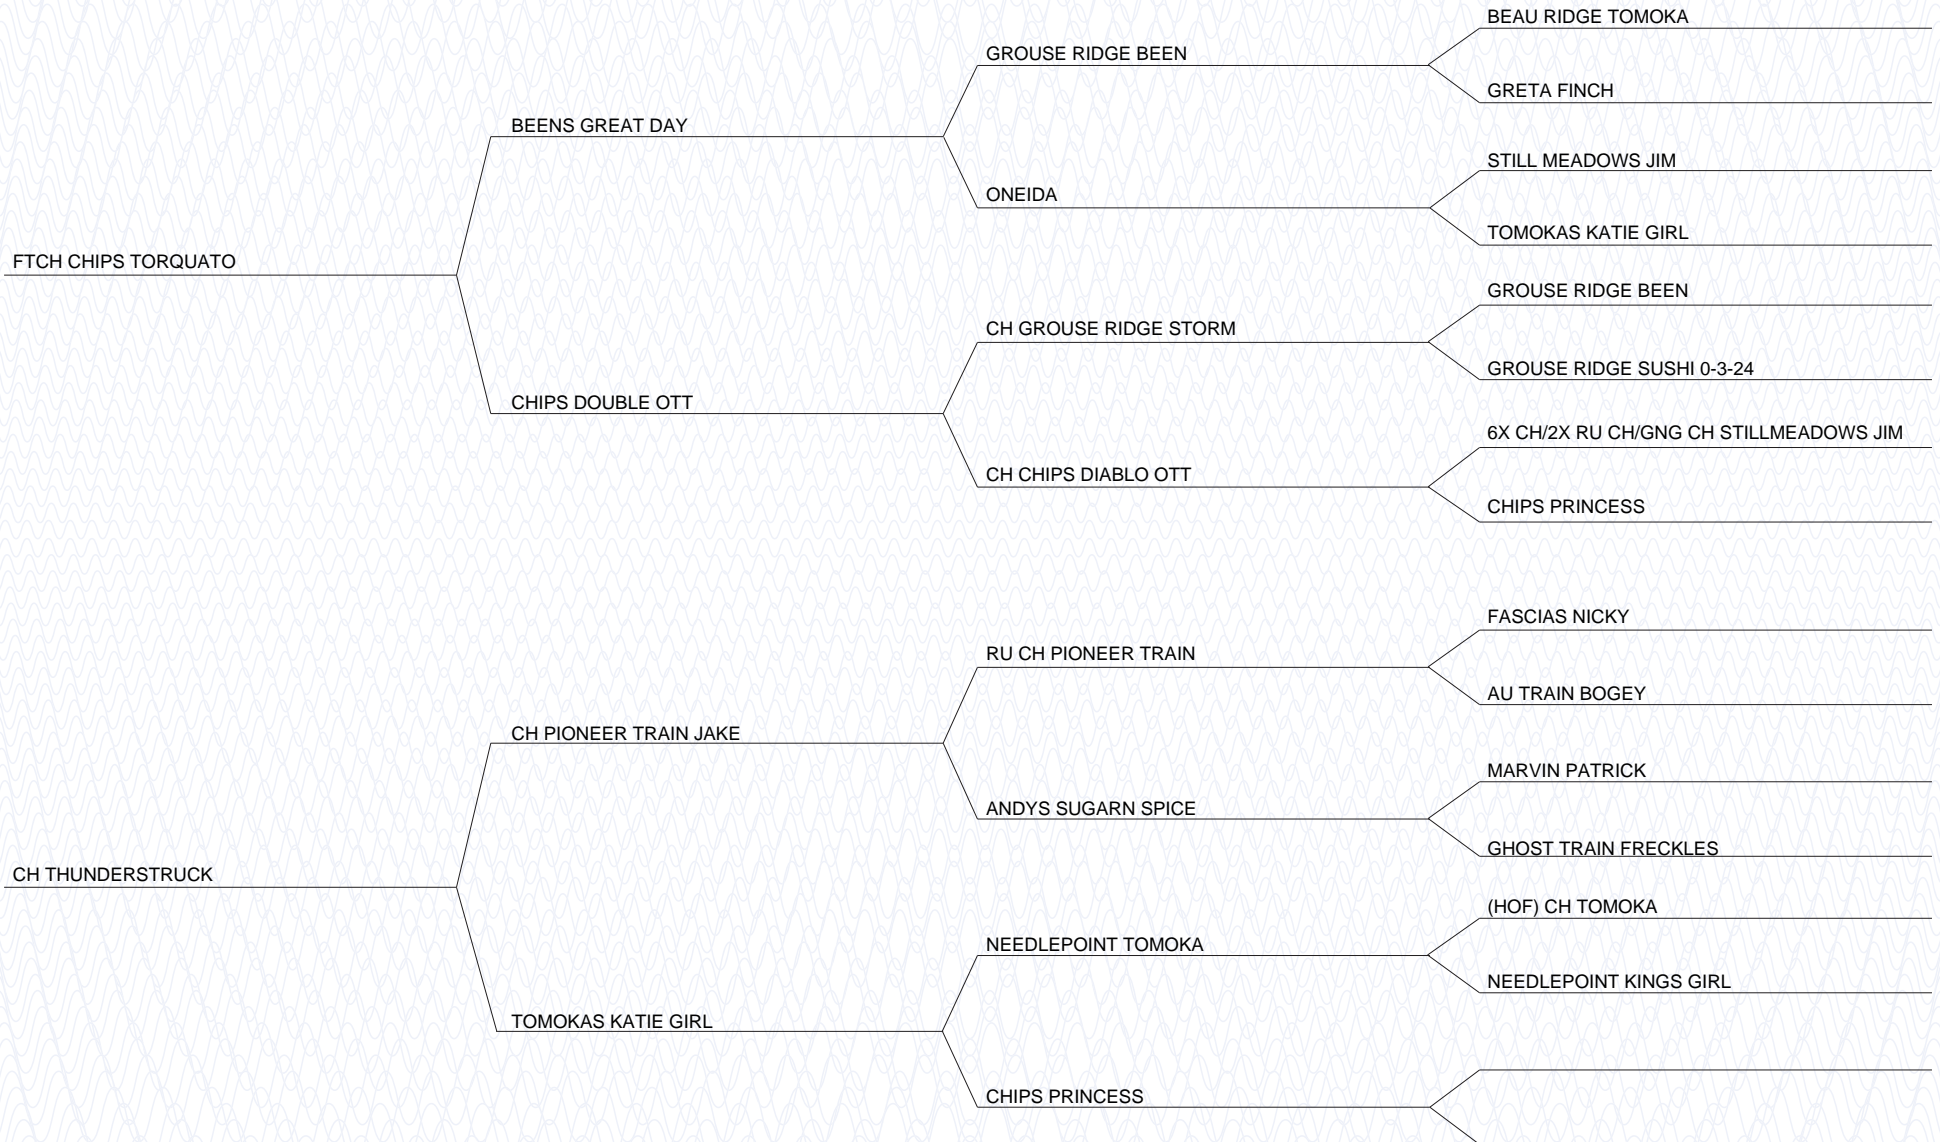 BEAU RIDGE TOMOKA
GROUSE RIDGE BEEN
GRETA FINCH
BEENS GREAT DAY
STILL MEADOWS JIM
ONEIDA
TOMOKAS KATIE GIRL
FTCH CHIPS TORQUATO
GROUSE RIDGE BEEN
CH GROUSE RIDGE STORM
GROUSE RIDGE SUSHI 0-3-24
CHIPS DOUBLE OTT
6X CH/2X RU CH/GNG CH STILLMEADOWS JIM
CH CHIPS DIABLO OTT
CHIPS PRINCESS
FASCIAS NICKY
RU CH PIONEER TRAIN
AU TRAIN BOGEY
CH PIONEER TRAIN JAKE
MARVIN PATRICK
ANDYS SUGARN SPICE
GHOST TRAIN FRECKLES
CH THUNDERSTRUCK
(HOF) CH TOMOKA
NEEDLEPOINT TOMOKA
NEEDLEPOINT KINGS GIRL
TOMOKAS KATIE GIRL
CHIPS PRINCESS